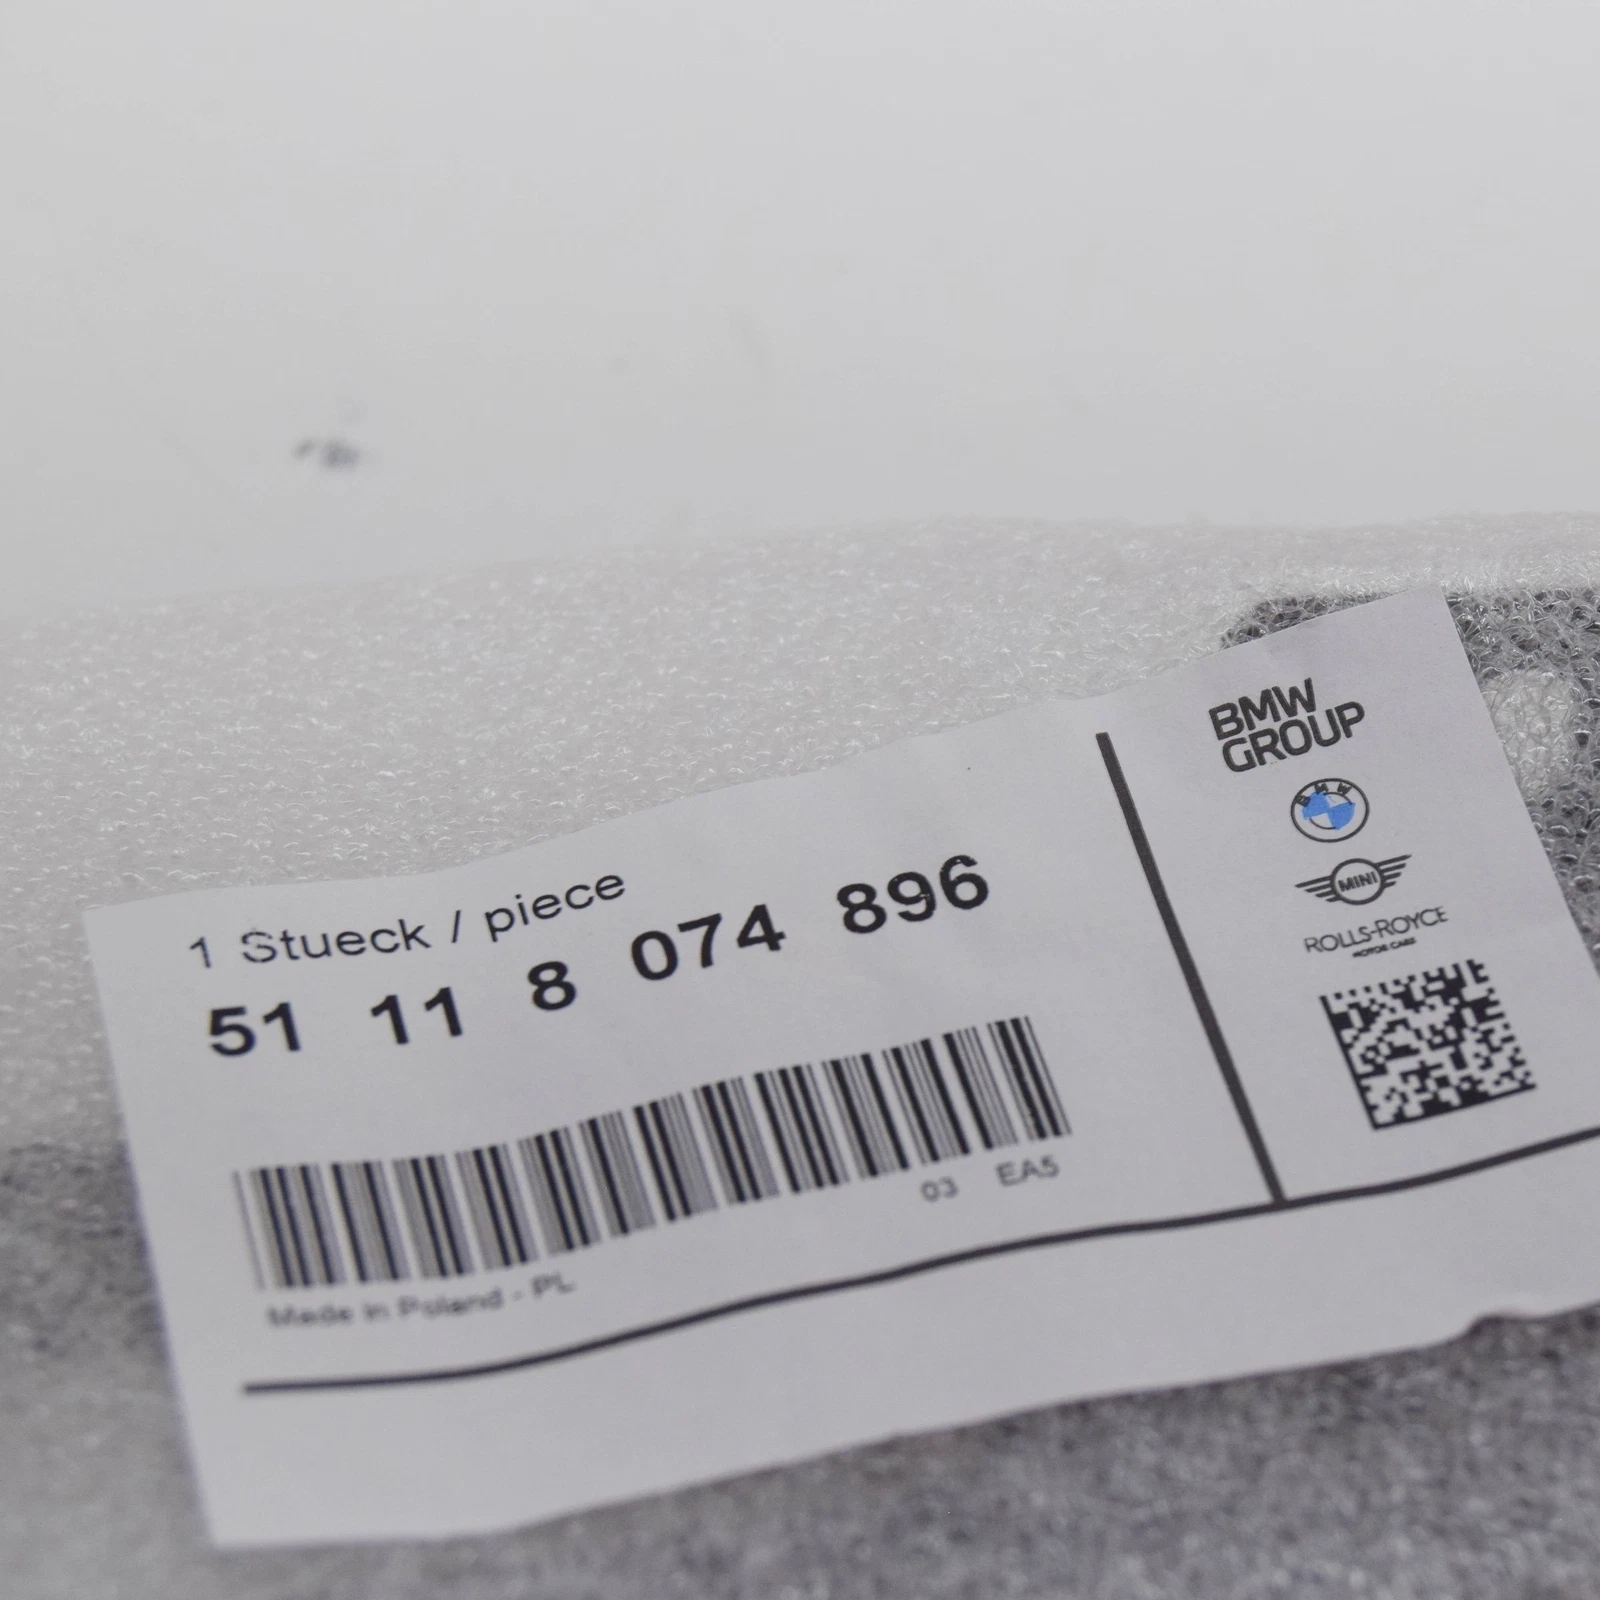 1 Stueck / piece
51 11 8 074 896
03 EA5
Made in Poland - PL
BMW
GROUP
BMW
MINI
ROLLS-ROYCE
MOTOR CARS